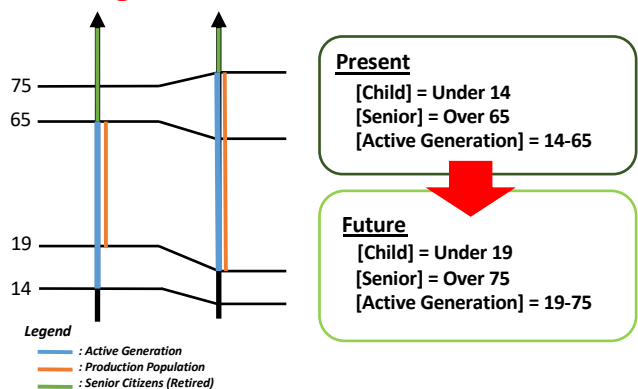 75
65
19
14
Legend
: Active Generation
: Production Population
: Senior Citizens (Retired)
Present
[Child] = Under 14
[Senior] = Over 65
[Active Generation] = 14-65
Future
[Child] = Under 19
[Senior] = Over 75
[Active Generation] = 19-75